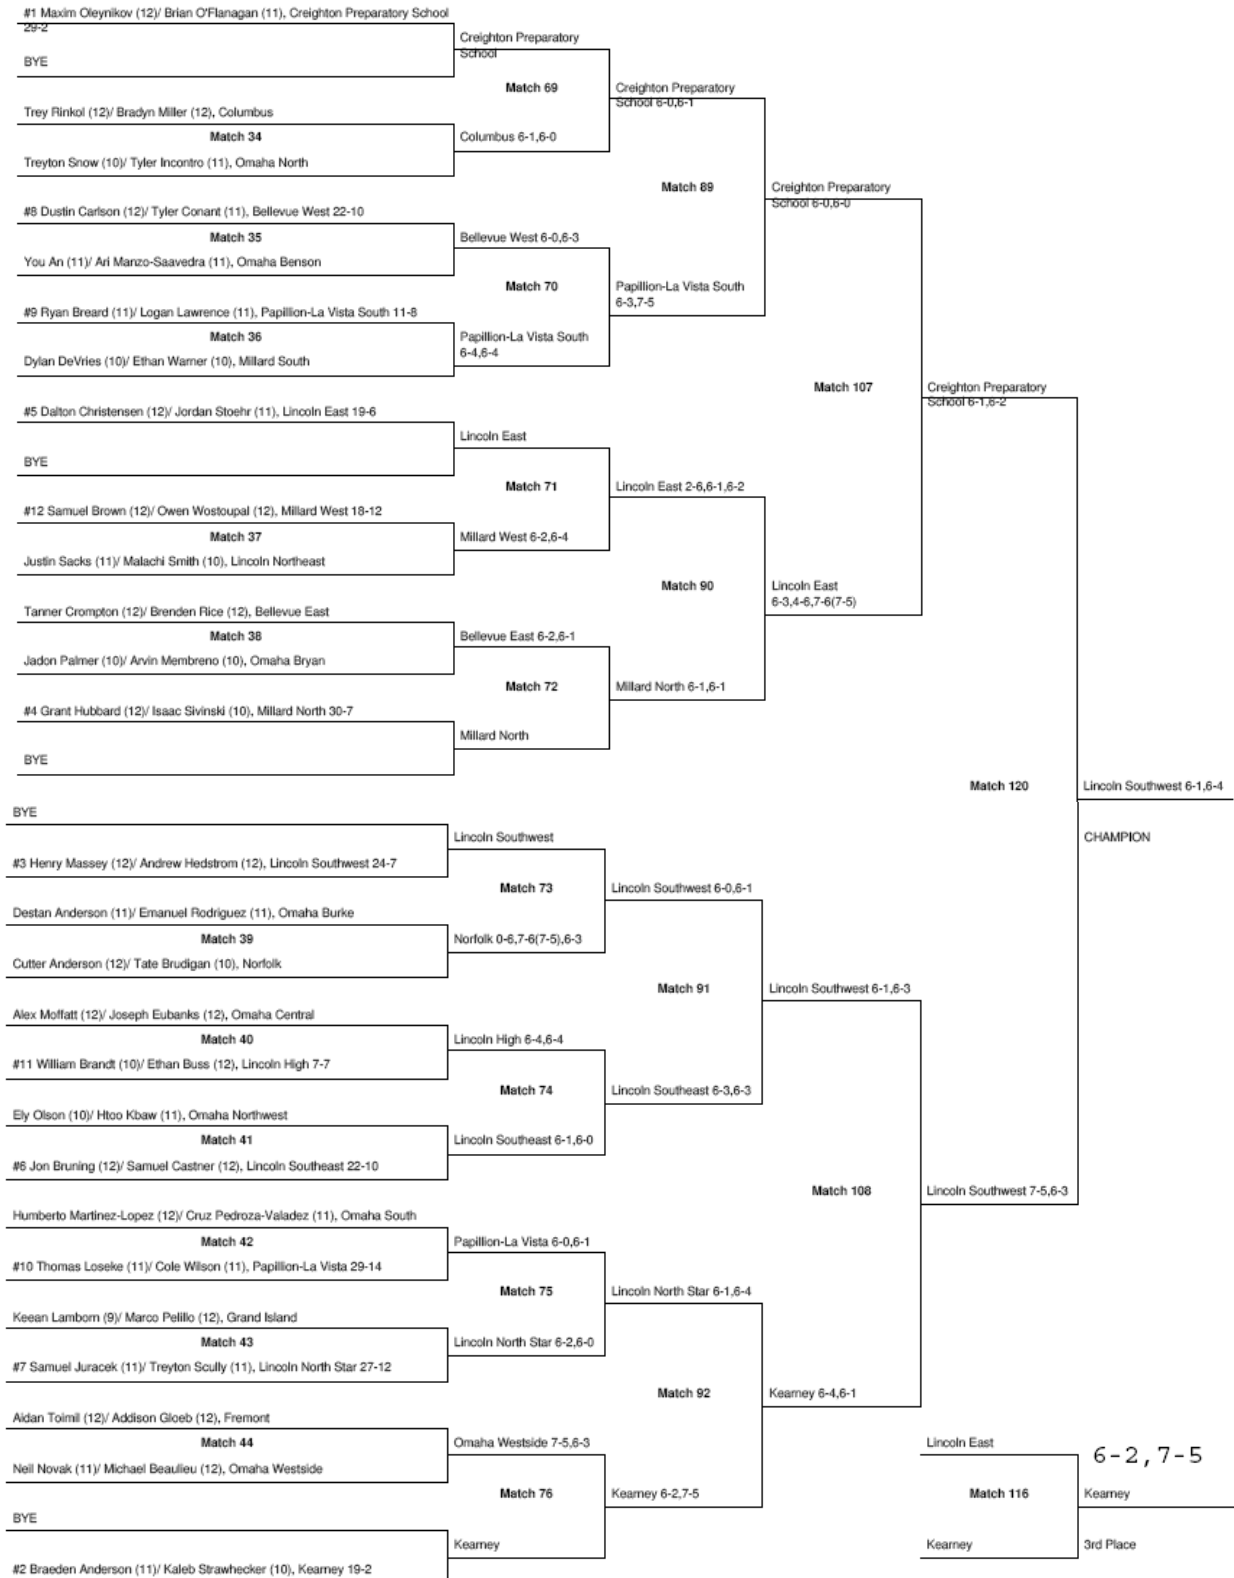 #1 Maxim Oleynikov (12)/ Brian O'Flanagan (11), Creighton Preparatory School
29-2
Creighton Preparatory
School
BYE
Match 69
Creighton Preparatory
School 6-0,6-1
Trey Rinkol (12)/ Bradyn Miller (12), Columbus
Match 34
Columbus 6-1,6-0
Treyton Snow (10)/ Tyler Incontro (11), Omaha North
Match 89
Creighton Preparatory
School 6-0,6-0
#8 Dustin Carlson (12)/ Tyler Conant (11), Bellevue West 22-10
Match 35
Bellevue West 6-0,6-3
You An (11)/ Ari Manzo-Saavedra (11), Omaha Benson
Match 70
Papillion-La Vista South
6-3,7-5
#9 Ryan Breard (11)/ Logan Lawrence (11), Papillion-La Vista South 11-8
Match 36
Papillion-La Vista South
6-4,6-4
Dylan DeVries (10)/ Ethan Warner (10), Millard South
Match 107
Creighton Preparatory
School 6-1,6-2
#5 Dalton Christensen (12)/ Jordan Stoehr (11), Lincoln East 19-6
Lincoln East
BYE
Match 71
Lincoln East 2-6,6-1,6-2
#12 Samuel Brown (12)/ Owen Wostoupal (12), Millard West 18-12
Match 37
Millard West 6-2,6-4
Justin Sacks (11)/ Malachi Smith (10), Lincoln Northeast
Match 90
Lincoln East
6-3,4-6,7-6(7-5)
Tanner Crompton (12)/ Brenden Rice (12), Bellevue East
Match 38
Bellevue East 6-2,6-1
Jadon Palmer (10)/ Arvin Membreno (10), Omaha Bryan
Match 72
Millard North 6-1,6-1
#4 Grant Hubbard (12)/ Isaac Sivinski (10), Millard North 30-7
Millard North
BYE
Match 120
Lincoln Southwest 6-1,6-4
CHAMPION
BYE
Lincoln Southwest
#3 Henry Massey (12)/ Andrew Hedstrom (12), Lincoln Southwest 24-7
Match 73
Lincoln Southwest 6-0,6-1
Destan Anderson (11)/ Emanuel Rodriguez (11), Omaha Burke
Match 39
Norfolk 0-6,7-6(7-5),6-3
Cutter Anderson (12)/ Tate Brudigan (10), Norfolk
Match 91
Lincoln Southwest 6-1,6-3
Alex Moffatt (12)/ Joseph Eubanks (12), Omaha Central
Match 40
Lincoln High 6-4,6-4
#11 William Brandt (10)/ Ethan Buss (12), Lincoln High 7-7
Match 74
Lincoln Southeast 6-3,6-3
Ely Olson (10)/ Htoo Kbaw (11), Omaha Northwest
Match 41
Lincoln Southeast 6-1,6-0
#6 Jon Bruning (12)/ Samuel Castner (12), Lincoln Southeast 22-10
Match 108
Lincoln Southwest 7-5,6-3
Humberto Martinez-Lopez (12)/ Cruz Pedroza-Valadez (11), Omaha South
Match 42
Papillion-La Vista 6-0,6-1
#10 Thomas Loseke (11)/ Cole Wilson (11), Papillion-La Vista 29-14
Match 75
Lincoln North Star 6-1,6-4
Keean Lamborn (9)/ Marco Pelillo (12), Grand Island
Match 43
Lincoln North Star 6-2,6-0
#7 Samuel Juracek (11)/ Treyton Scully (11), Lincoln North Star 27-12
Match 92
Kearney 6-4,6-1
Aidan Toimil (12)/ Addison Gloeb (12), Fremont
Match 44
Omaha Westside 7-5,6-3
Neil Novak (11)/ Michael Beaulieu (12), Omaha Westside
Match 76
Kearney 6-2,7-5
BYE
Kearney
#2 Braeden Anderson (11)/ Kaleb Strawhecker (10), Kearney 19-2
Lincoln East
6-2,7-5
Match 116
Kearney
Kearney
3rd Place